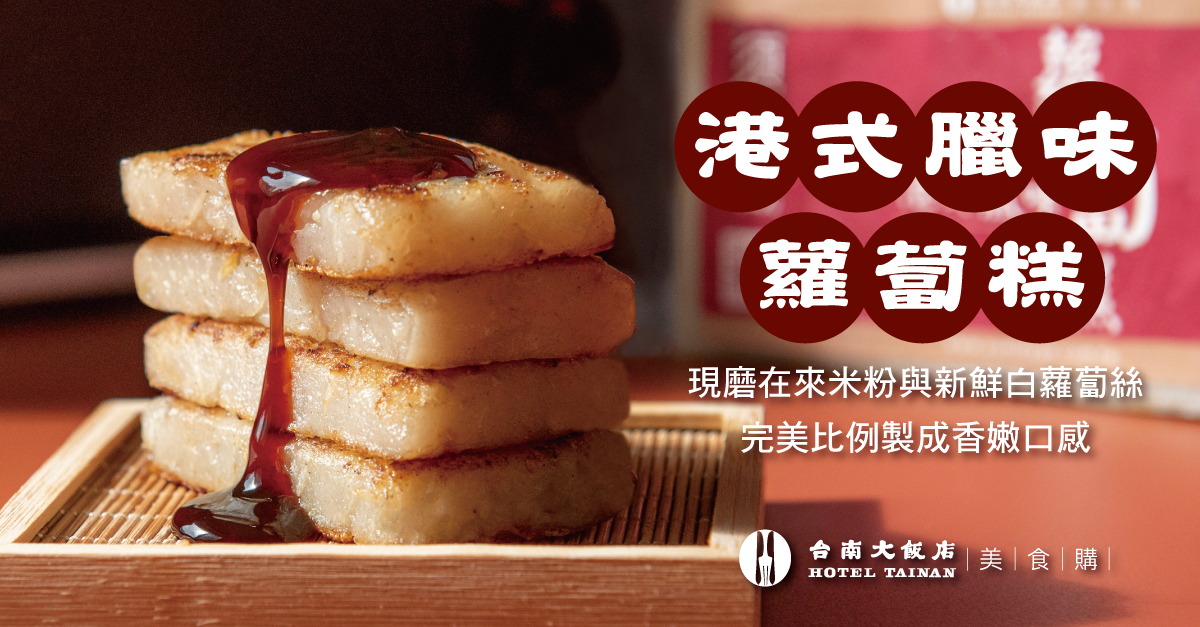 港式臘味
蘿蔔糕
現磨在來米粉與新鮮白蘿蔔絲
完美比例製成香嫩口感
台南大飯店
HOTEL TAINAN
美|食|購|